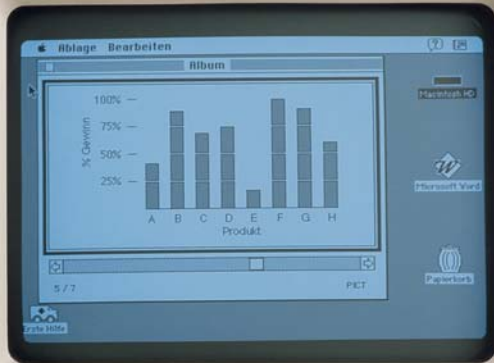 Ablage Bearbeiten
Album
100%
75%
50%
25%
% Gewinn
A B C D E F G H
Produkt
5 / 7
PICT
Macintosh HD
Microsoft Word
Papierkorb
Erste Hilfe